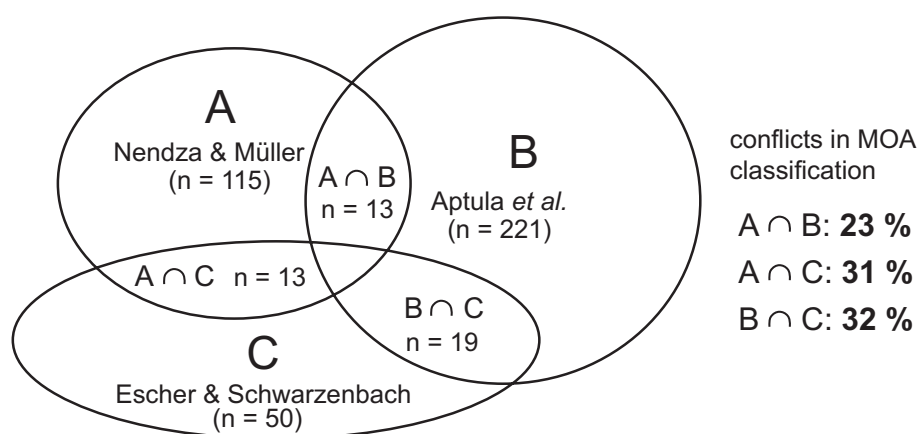 A
Nendza & Müller
(n = 115)
A ∩ B
n = 13
B
Aptula et al.
(n = 221)
A ∩ C n = 13
B ∩ C
n = 19
C
Escher & Schwarzenbach
(n = 50)
conflicts in MOA
classification
A ∩ B: 23 %
A ∩ C: 31 %
B ∩ C: 32 %